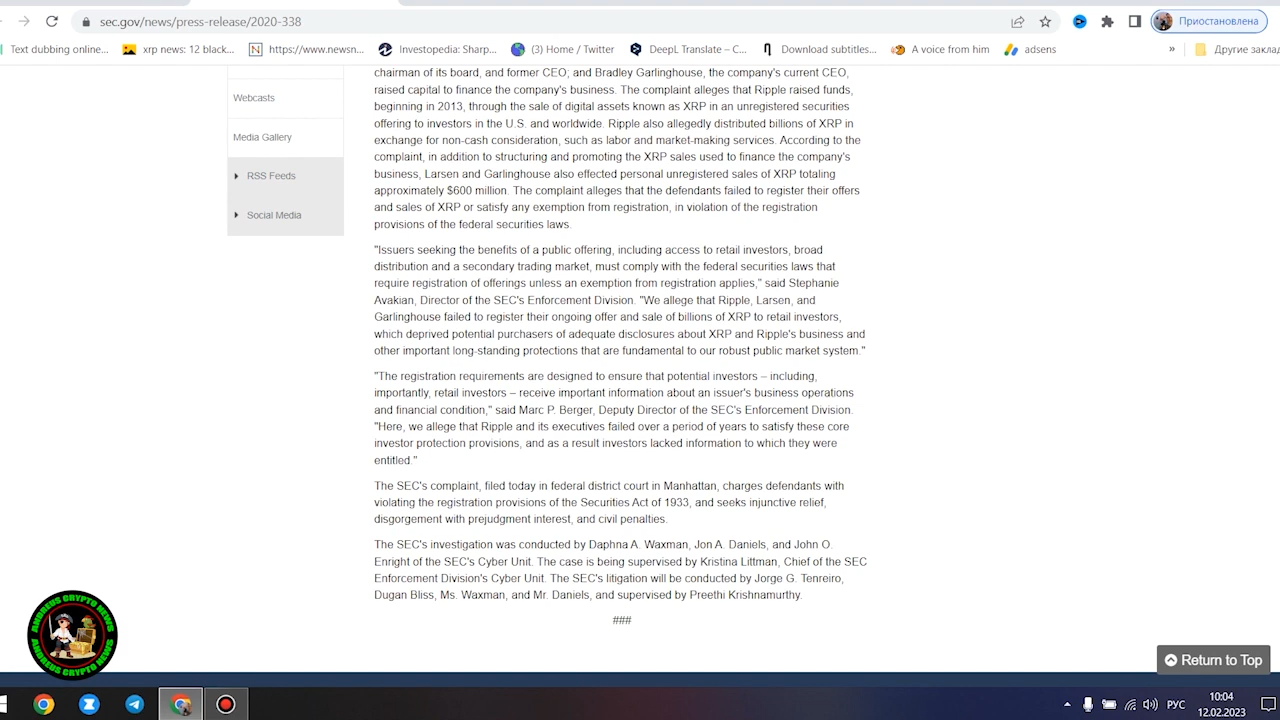 sec.gov/news/press-release/2020-338
Приостановлена
Text dubbing online...
xrp news: 12 black...
https://www.newsn...
Investopedia: Sharp...
(3) Home / Twitter
DeepL Translate – C...
Download subtitles...
A voice from him
adsens
»
Другие заклад
Webcasts
Media Gallery
RSS Feeds
Social Media
chairman of its board, and former CEO; and Bradley Garlinghouse, the company's current CEO,
raised capital to finance the company's business. The complaint alleges that Ripple raised funds,
beginning in 2013, through the sale of digital assets known as XRP in an unregistered securities
offering to investors in the U.S. and worldwide. Ripple also allegedly distributed billions of XRP in
exchange for non-cash consideration, such as labor and market-making services. According to the
complaint, in addition to structuring and promoting the XRP sales used to finance the company's
business, Larsen and Garlinghouse also effected personal unregistered sales of XRP totaling
approximately $600 million. The complaint alleges that the defendants failed to register their offers
and sales of XRP or satisfy any exemption from registration, in violation of the registration
provisions of the federal securities laws.
"Issuers seeking the benefits of a public offering, including access to retail investors, broad
distribution and a secondary trading market, must comply with the federal securities laws that
require registration of offerings unless an exemption from registration applies," said Stephanie
Avakian, Director of the SEC's Enforcement Division. "We allege that Ripple, Larsen, and
Garlinghouse failed to register their ongoing offer and sale of billions of XRP to retail investors,
which deprived potential purchasers of adequate disclosures about XRP and Ripple's business and
other important long-standing protections that are fundamental to our robust public market system."
"The registration requirements are designed to ensure that potential investors – including,
importantly, retail investors – receive important information about an issuer's business operations
and financial condition," said Marc P. Berger, Deputy Director of the SEC's Enforcement Division.
"Here, we allege that Ripple and its executives failed over a period of years to satisfy these core
investor protection provisions, and as a result investors lacked information to which they were
entitled."
The SEC's complaint, filed today in federal district court in Manhattan, charges defendants with
violating the registration provisions of the Securities Act of 1933, and seeks injunctive relief,
disgorgement with prejudgment interest, and civil penalties.
The SEC's investigation was conducted by Daphna A. Waxman, Jon A. Daniels, and John O.
Enright of the SEC's Cyber Unit. The case is being supervised by Kristina Littman, Chief of the SEC
Enforcement Division's Cyber Unit. The SEC's litigation will be conducted by Jorge G. Tenreiro,
Dugan Bliss, Ms. Waxman, and Mr. Daniels, and supervised by Preethi Krishnamurthy.
###
ANDREUS CRYPTO NEWS
ANDREUS CRYPTO NEWS
Return to Top
РУС
10:04
12.02.2023